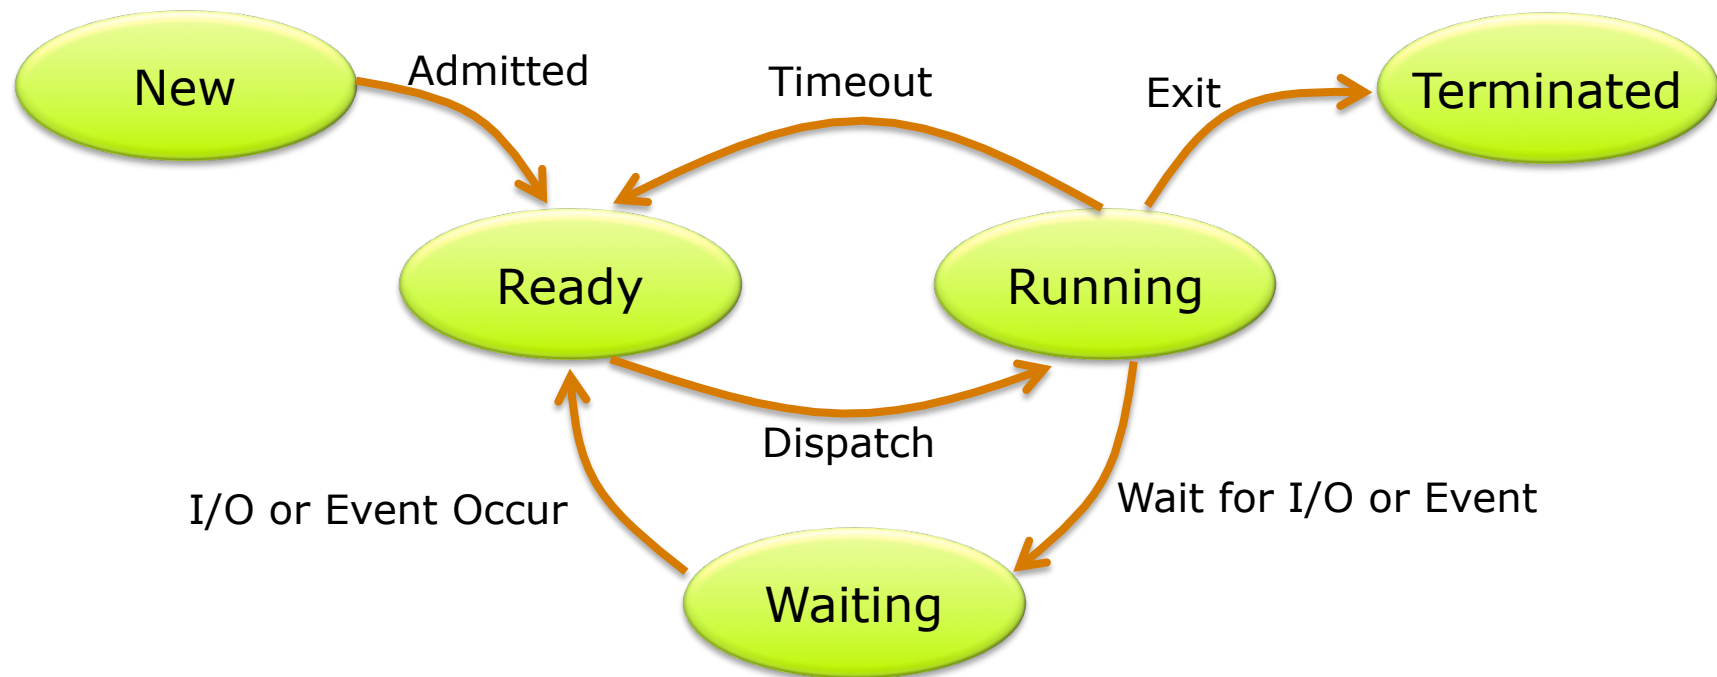 New
Admitted
Timeout
Exit
Terminated
Ready
Running
Dispatch
I/O or Event Occur
Wait for I/O or Event
Waiting